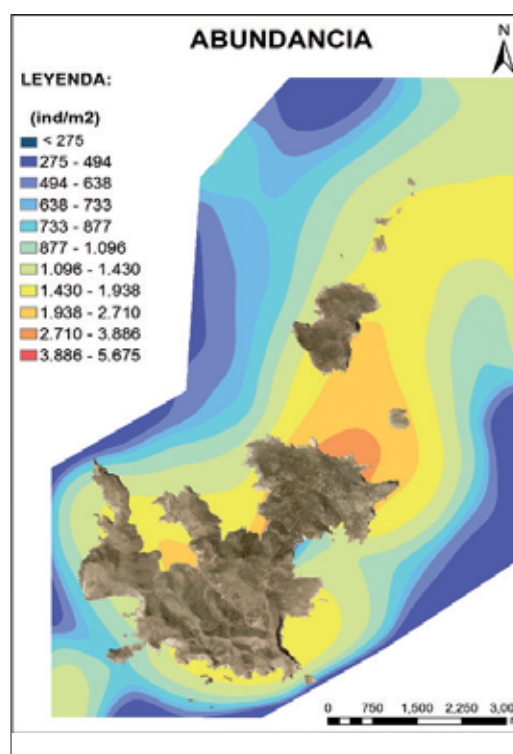 ABUNDANCIA
N
LEYENDA:
(ind/m2)
< 275
275 - 494
494 - 638
638 - 733
733 - 877
877 - 1.096
1.096 - 1.430
1.430 - 1.938
1.938 - 2.710
2.710 - 3.886
3.886 - 5.675
0 750 1,500 2,250